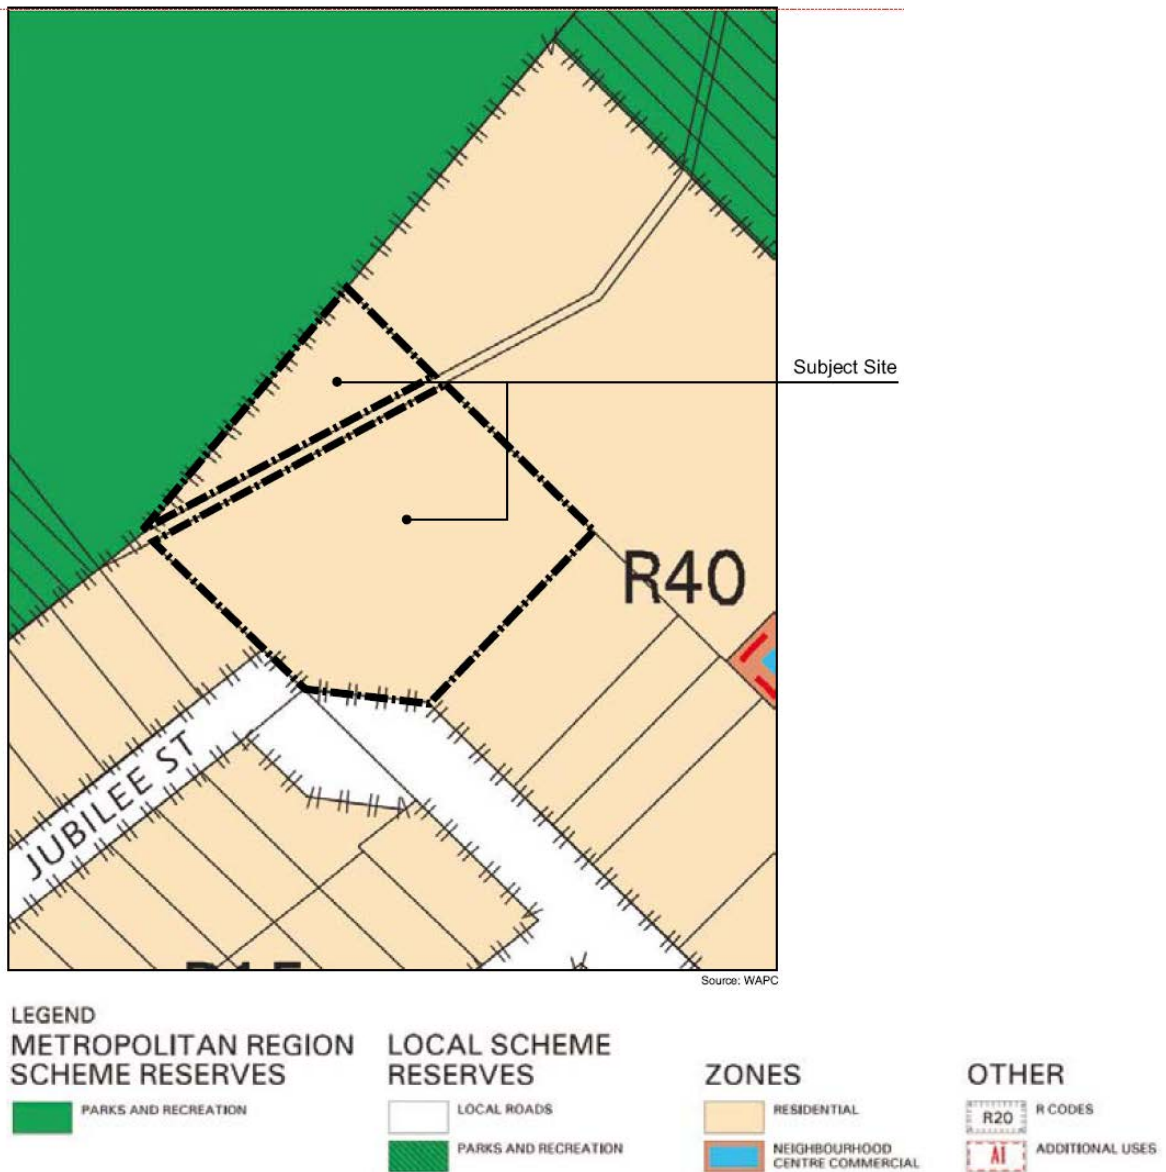 Subject Site
R40
JUBILEE ST
Source: WAPC
LEGEND
METROPOLITAN REGION
SCHEME RESERVES
PARKS AND RECREATION
LOCAL SCHEME
RESERVES
LOCAL ROADS
PARKS AND RECREATION
ZONES
RESIDENTIAL
NEIGHBOURHOOD
CENTRE COMMERCIAL
OTHER
R20
R CODES
A1
ADDITIONAL USES